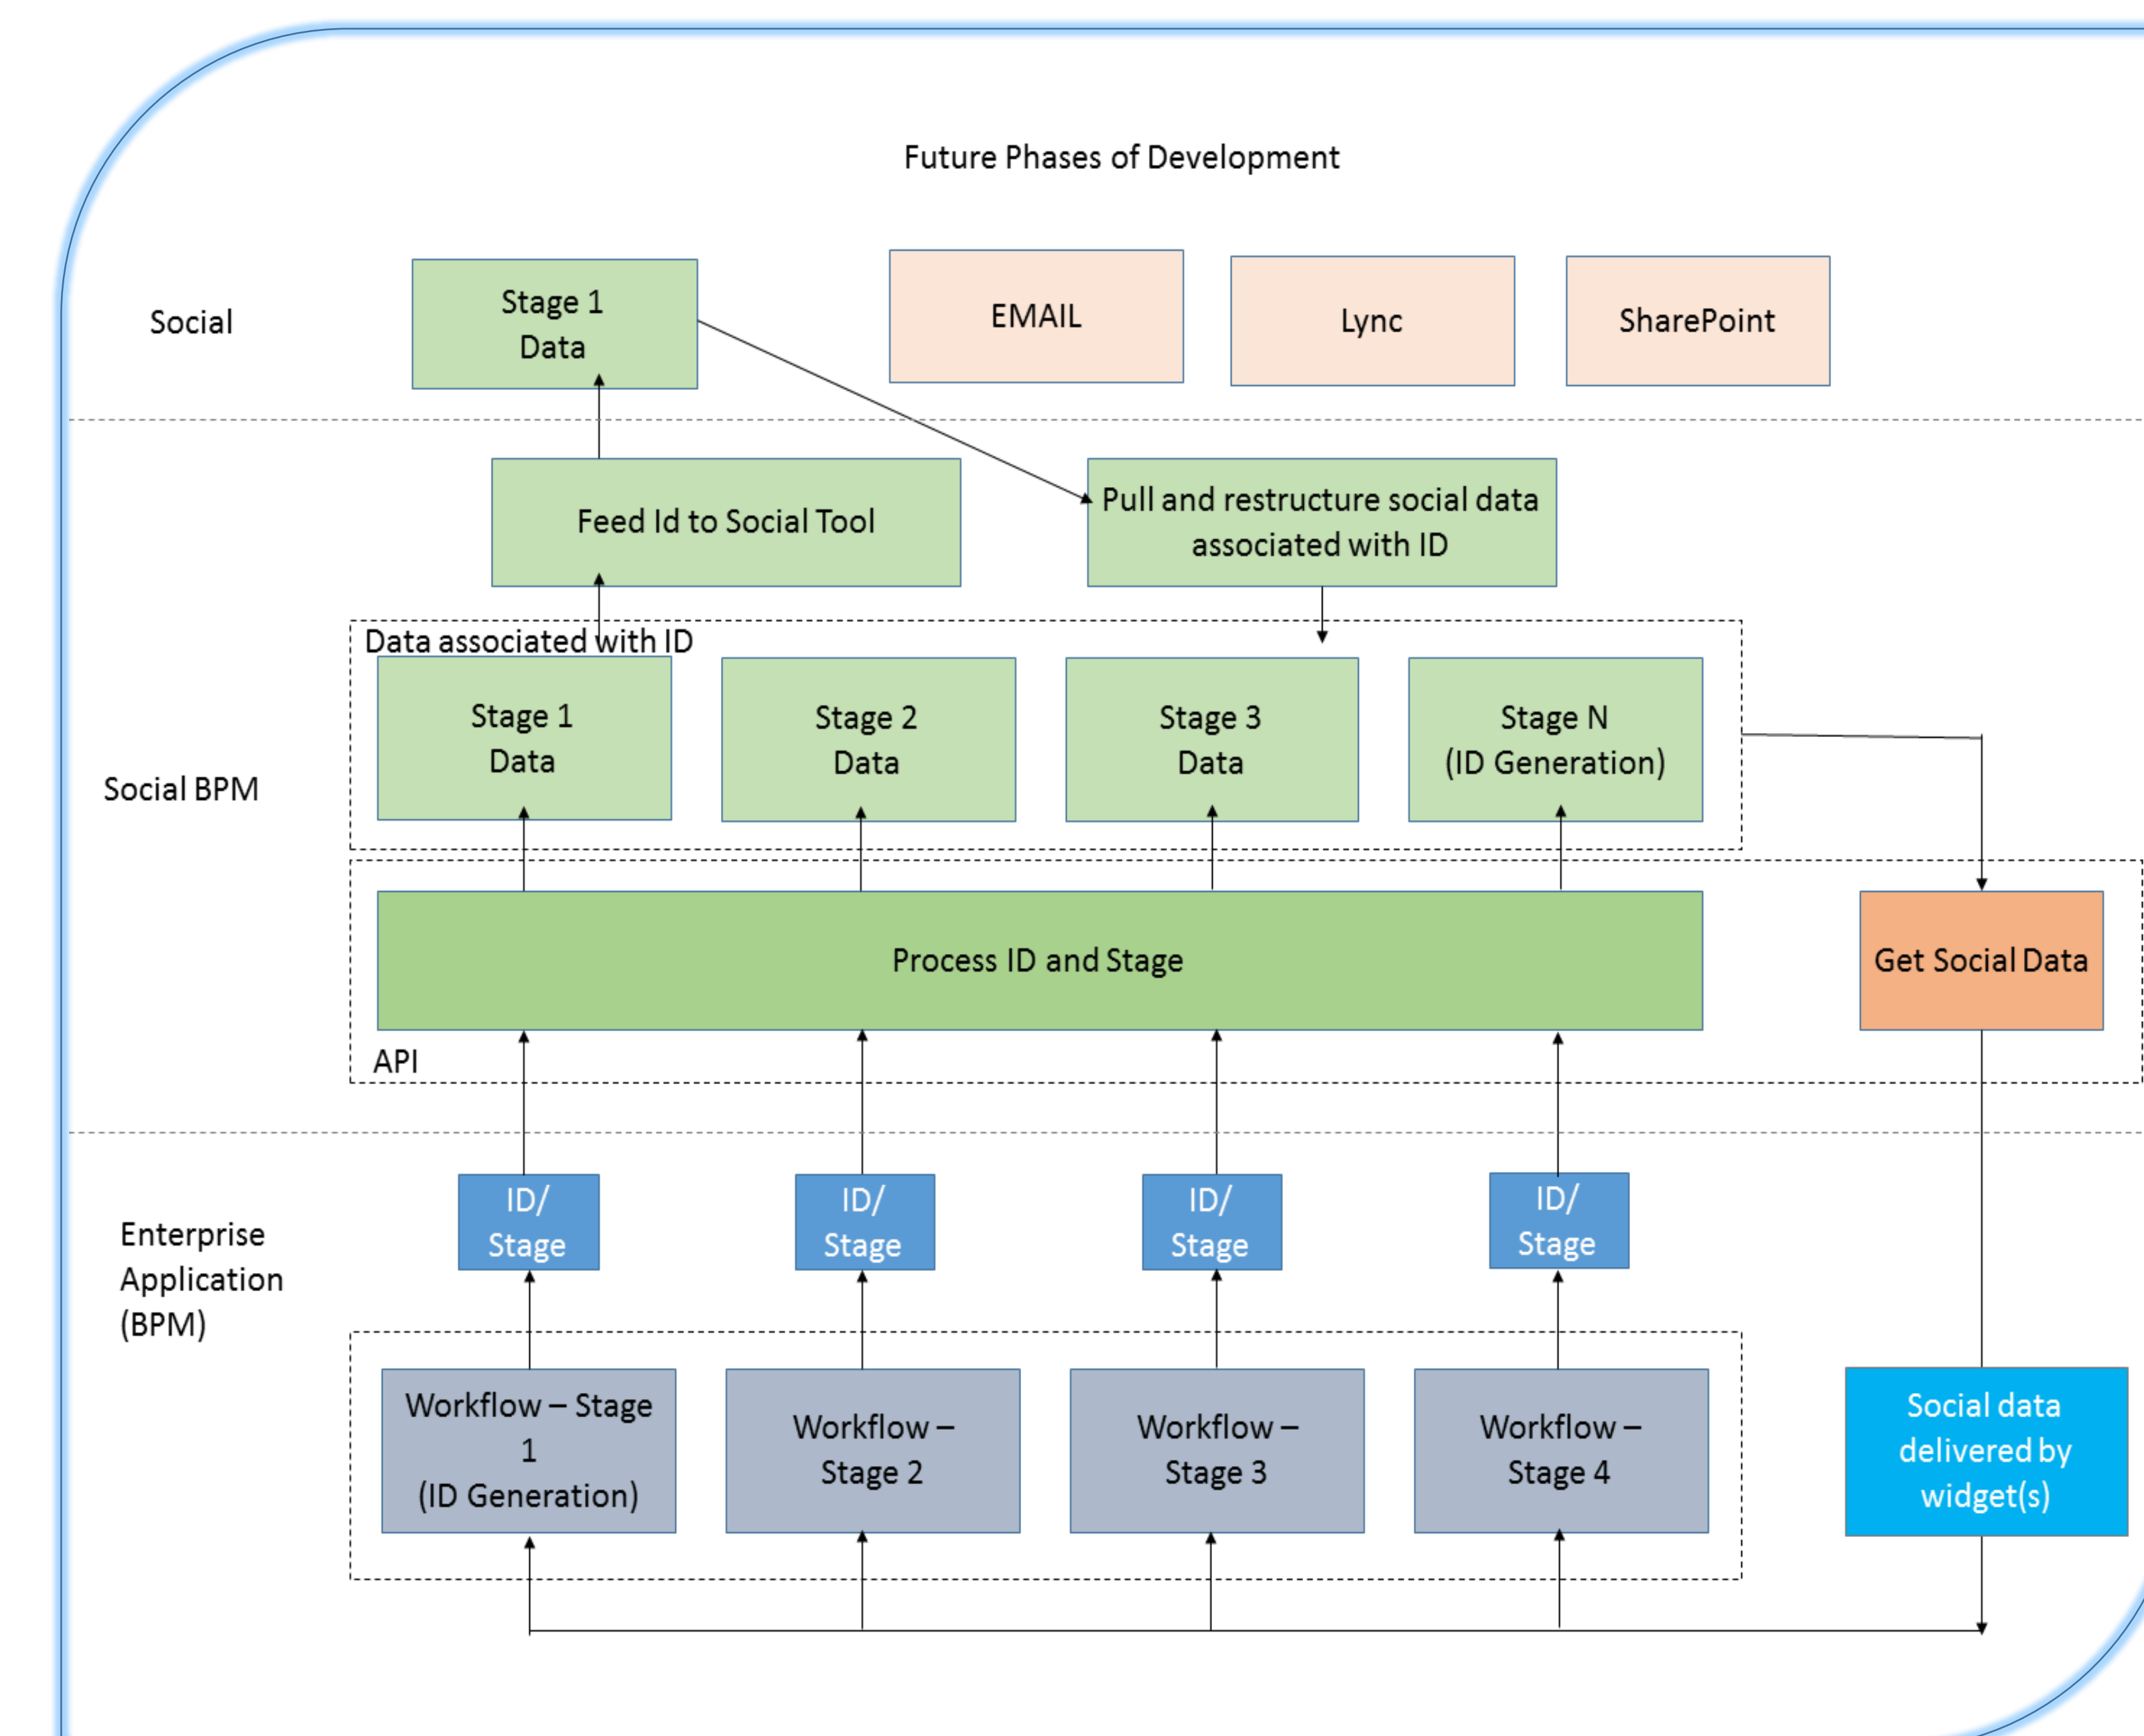 Future Phases of Development
Social
Stage 1
Data
EMAIL
Lync
SharePoint
Feed Id to Social Tool
Pull and restructure social data
associated with ID
Data associated with ID
Social BPM
Stage 1
Data
Stage 2
Data
Stage 3
Data
Stage N
(ID Generation)
Process ID and Stage
Get Social Data
API
Enterprise
Application
(BPM)
ID/
Stage
ID/
Stage
ID/
Stage
ID/
Stage
Workflow – Stage
1
(ID Generation)
Workflow –
Stage 2
Workflow –
Stage 3
Workflow –
Stage 4
Social data
delivered by
widget(s)